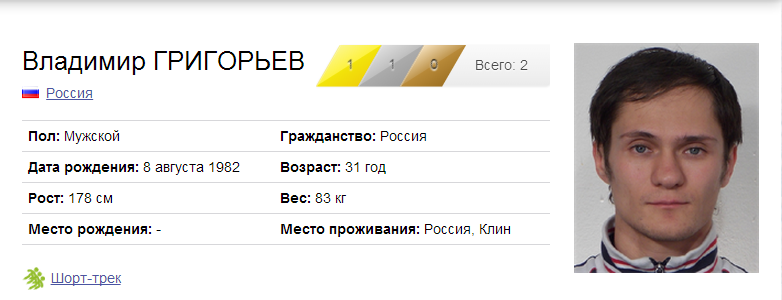 Владимир ГРИГОРЬЕВ 1 1 0 Всего: 2
Россия
Пол: Мужской Гражданство: Россия
Дата рождения: 8 августа 1982 Возраст: 31 год
Рост: 178 см Вес: 83 кг
Место рождения: - Место проживания: Россия, Клин
Шорт-трек